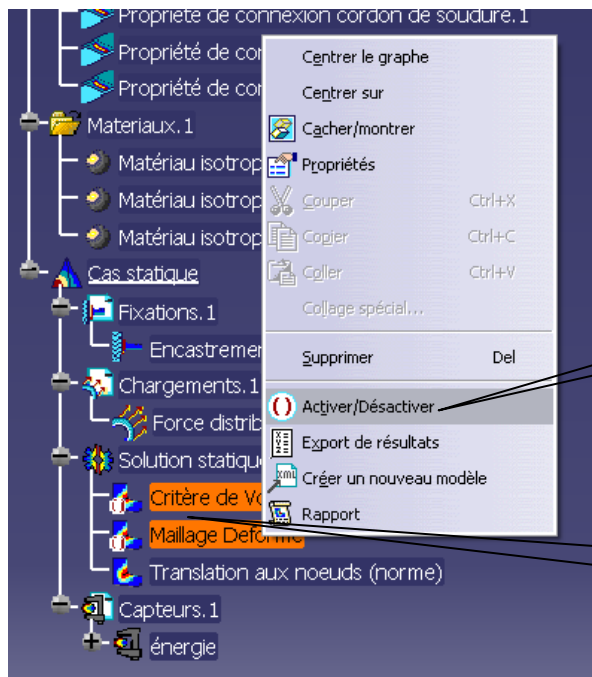 Propriété de connexion cordon de soudure.1
Propriété de con
Propriété de con
Materiaux.1
Matériau isotrop
Matériau isotrop
Matériau isotrop
Cas statique
Fixations.1
Encastremen
Chargements.1
Force distrib
Solution statique
Critère de Vo
Maillage Déformé
Translation aux noeuds (norme)
Capteurs.1
énergie
Centrer le graphe
Centrer sur
Cacher/montrer
Propriétés
Couper Ctrl+X
Copier Ctrl+C
Coller Ctrl+V
Collage spécial...
Supprimer Del
Activer/Désactiver
Export de résultats
Créer un nouveau modèle
Rapport